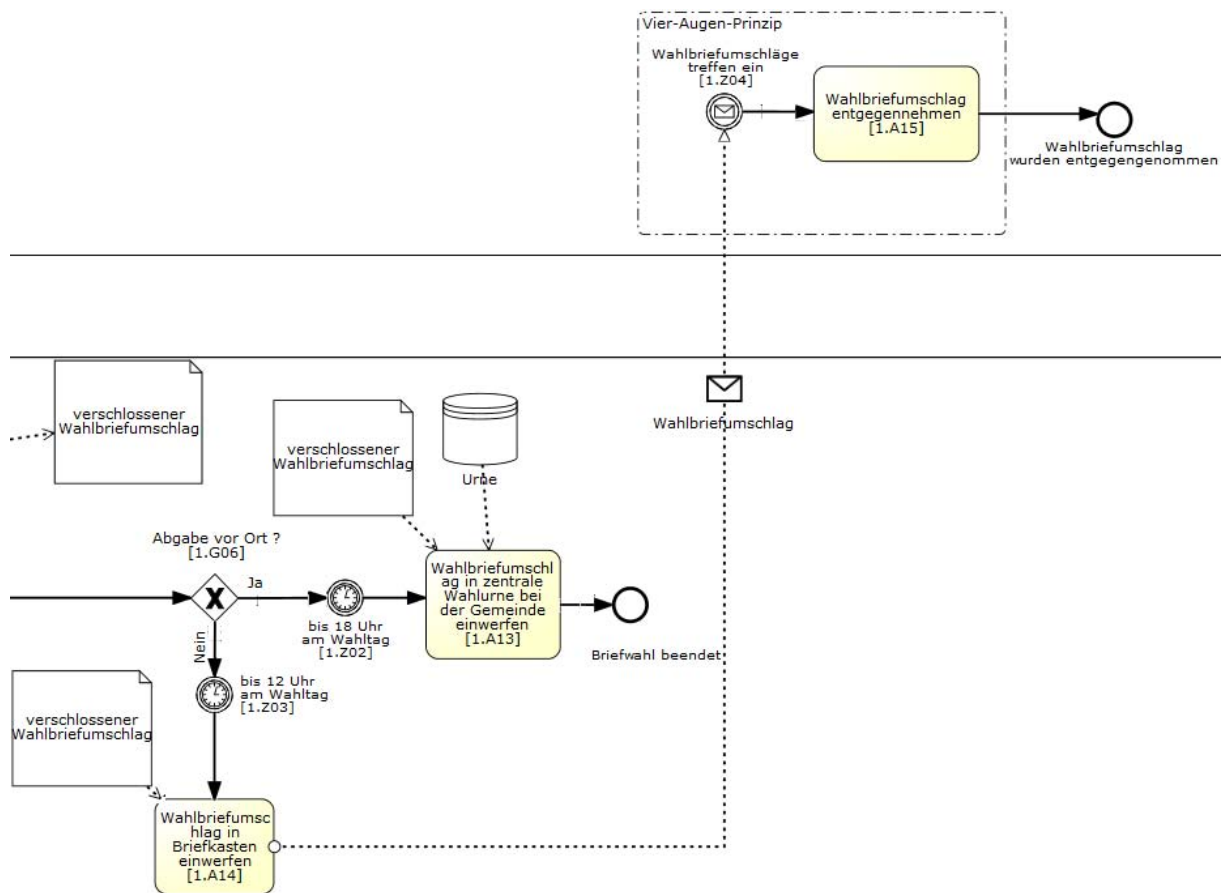 Vier-Augen-Prinzip
Wahlbriefumschläge
treffen ein
[1.Z04]
Wahlbriefumschlag
entgegennehmen
[1.A15]
Wahlbriefumschlag
wurden entgegengenommen
Wahlbriefumschlag
verschlossener
Wahlbriefumschlag
verschlossener
Wahlbriefumschlag
Urne
Abgabe vor Ort ?
[1.G06]
Ja
Nein
bis 18 Uhr
am Wahltag
[1.Z02]
Wahlbriefumschl
ag in zentrale
Wahlurne bei
der Gemeinde
einwerfen
[1.A13]
Briefwahl beendet
bis 12 Uhr
am Wahltag
[1.Z03]
verschlossener
Wahlbriefumschlag
Wahlbriefumsc
hlag in
Briefkasten
einwerfen
[1.A14]